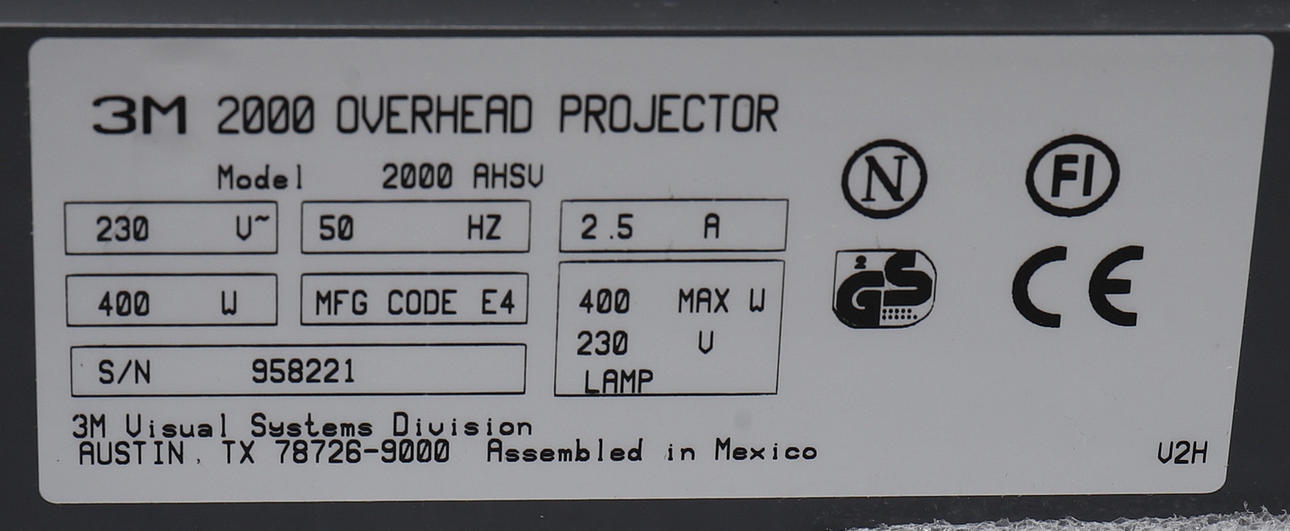 3M 2000 OVERHEAD PROJECTOR
Model 2000 AHSV
230 V~ 50 HZ 2.5 A
400 W MFG CODE E4
400 MAX W
230 V
LAMP
S/N 958221
3M Visual Systems Division
AUSTIN, TX 78726-9000 Assembled in Mexico
N FI
2 GS CE
V2H